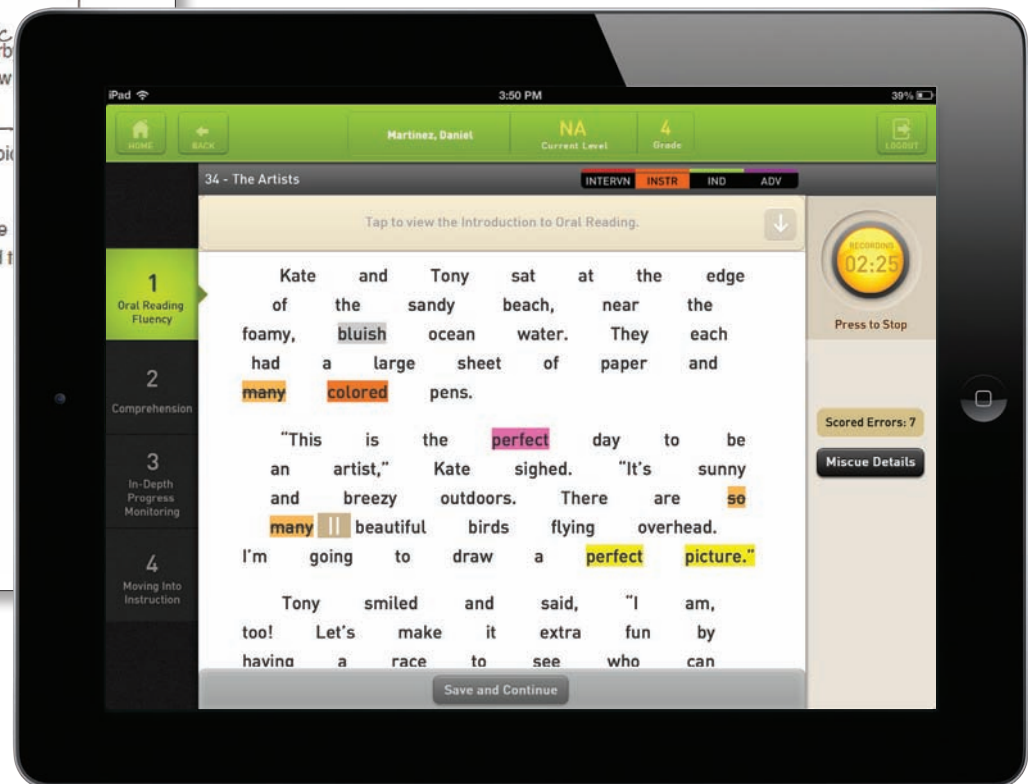 iPad
3:50 PM
39%
HOME
BACK
Martinez, Daniel
NA
Current Level
4
Grade
LOGOUT
34 - The Artists
INTERVN
INSTR
IND
ADV
Tap to view the Introduction to Oral Reading.
1
Oral Reading
Fluency
2
Comprehension
3
In-Depth
Progress
Monitoring
4
Moving Into
Instruction
Kate and Tony sat at the edge
of the sandy beach, near the
foamy, bluish ocean water. They each
had a large sheet of paper and
many colored pens.
“This is the perfect day to be
an artist,” Kate sighed. “It’s sunny
and breezy outdoors. There are so
many || beautiful birds flying overhead.
I’m going to draw a perfect picture.”
Tony smiled and said, “I am,
too! Let’s make it extra fun by
having a race to see who can
Save and Continue
RECORDING
02:25
Press to Stop
Scored Errors: 7
Miscue Details